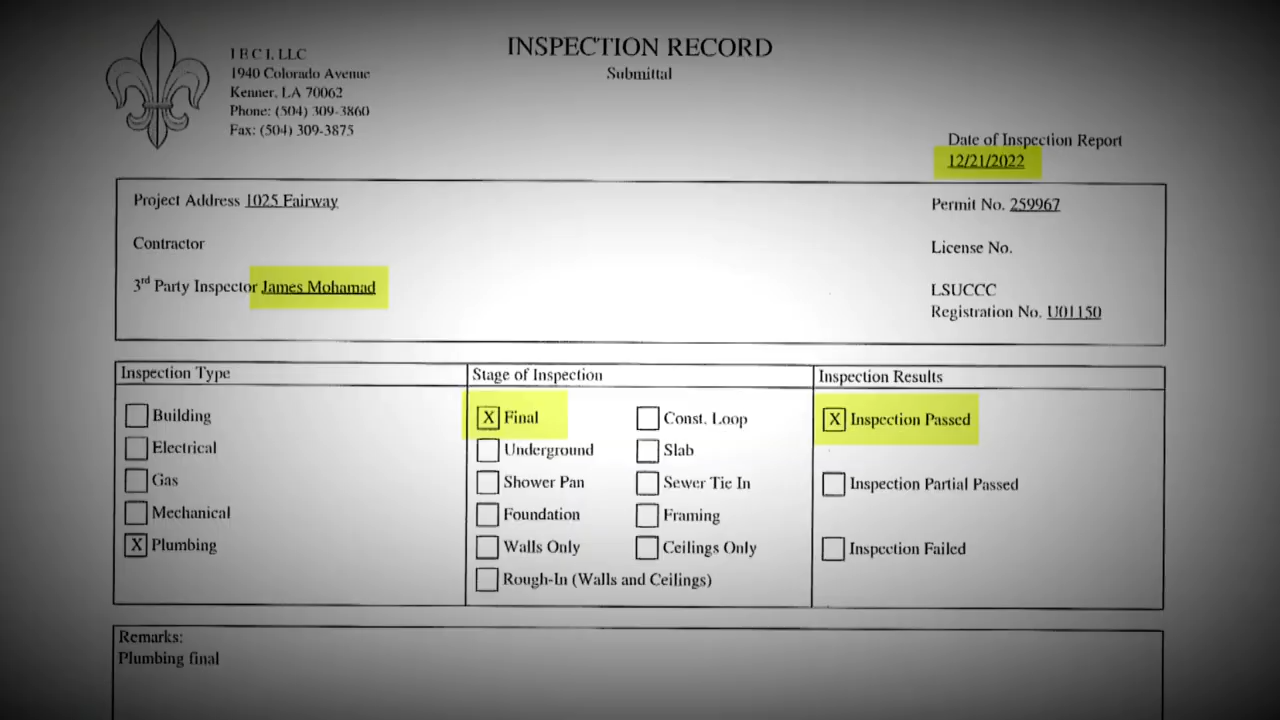 INSPECTION RECORD
Submittal
I B C I, LLC
1940 Colorado Avenue
Kenner, LA 70062
Phone: (504) 309-3860
Fax: (504) 309-3875
Date of Inspection Report
12/21/2022
Project Address 1025 Fairway
Permit No. 259967
Contractor
License No.
3rd Party Inspector James Mohamad
LSUCCC
Registration No. U01150
Inspection Type
X Plumbing
Building
Electrical
Gas
Mechanical
Stage of Inspection
X Final
Const. Loop
Underground
Slab
Shower Pan
Sewer Tie In
Foundation
Framing
Walls Only
Ceilings Only
Rough-In (Walls and Ceilings)
Inspection Results
X Inspection Passed
Inspection Partial Passed
Inspection Failed
Remarks:
Plumbing final